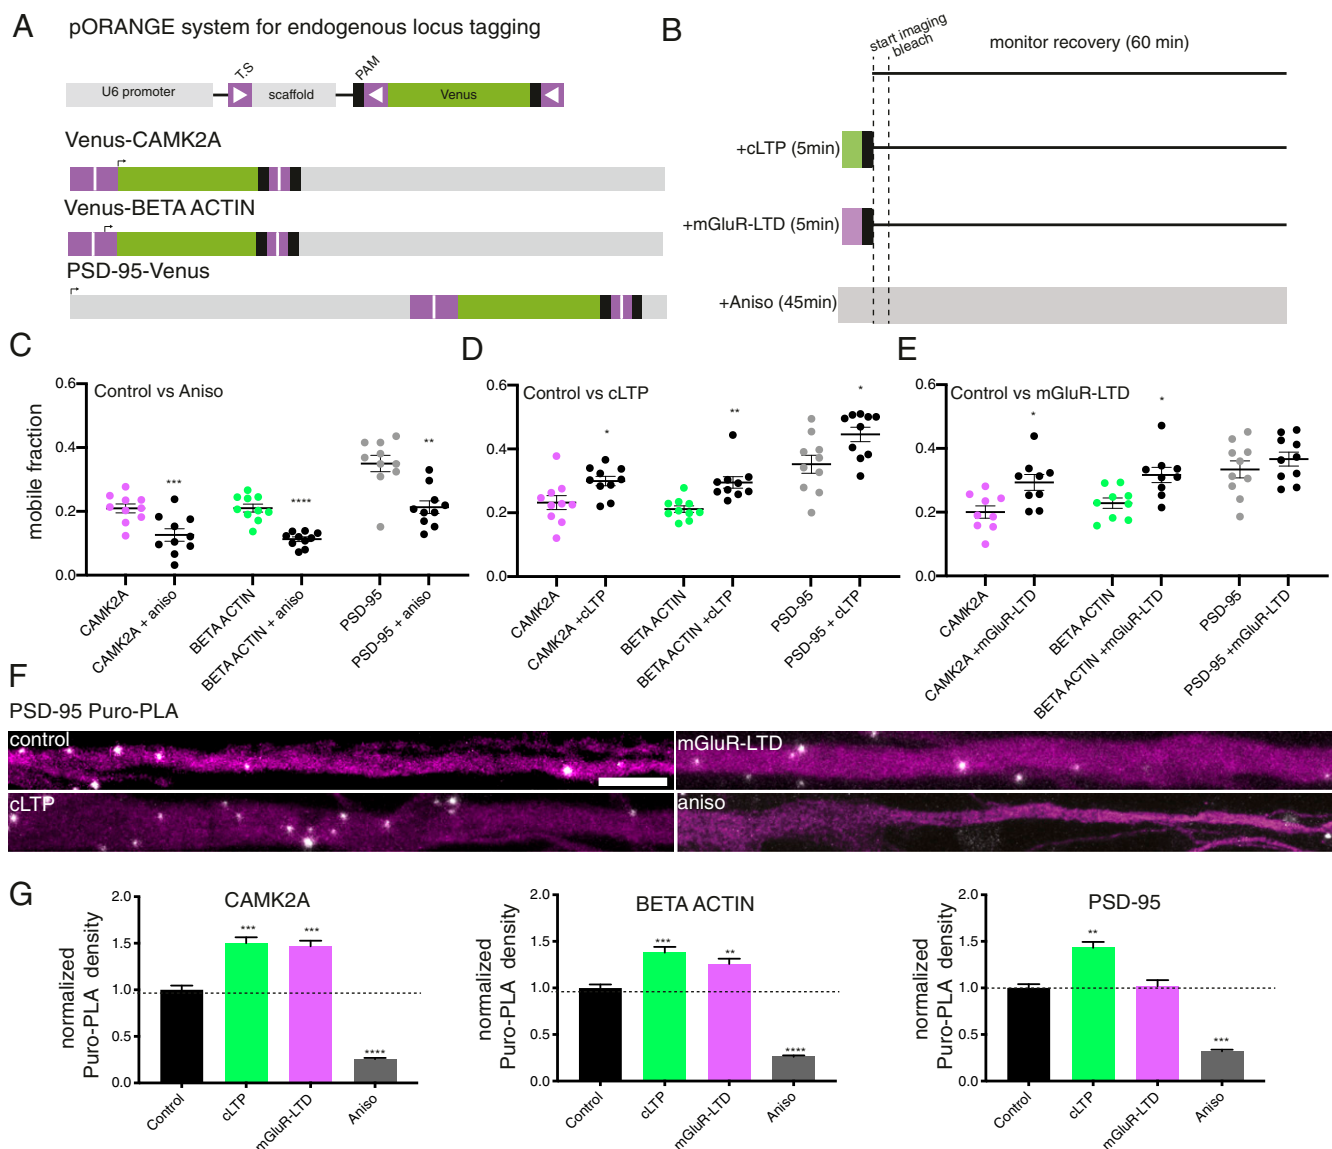 A pORANGE system for endogenous locus tagging
T.S PAM
U6 promoter scaffold Venus
Venus-CAMK2A
Venus-BETA ACTIN
PSD-95-Venus
B
start imaging
bleach
monitor recovery (60 min)
+cLTP (5min)
+mGluR-LTD (5min)
+Aniso (45min)
C
mobile fraction
0.6
0.4
0.2
0.0
Control vs Aniso
***
****
**
CAMK2A
CAMK2A + aniso
BETA ACTIN
BETA ACTIN + aniso
PSD-95
PSD-95 + aniso
D
0.6
0.4
0.2
0.0
Control vs cLTP
*
**
*
CAMK2A
CAMK2A +cLTP
BETA ACTIN
BETA ACTIN +cLTP
PSD-95
PSD-95 + cLTP
E
0.6
0.4
0.2
0.0
Control vs mGluR-LTD
*
*
CAMK2A
CAMK2A +mGluR-LTD
BETA ACTIN
BETA ACTIN +mGluR-LTD
PSD-95
PSD-95 +mGluR-LTD
F
PSD-95 Puro-PLA
control
mGluR-LTD
cLTP
aniso
G
CAMK2A
normalized
Puro-PLA density
2.0
1.5
1.0
0.5
0.0
***
***
****
Control
cLTP
mGluR-LTD
Aniso
BETA ACTIN
normalized
Puro-PLA density
2.0
1.5
1.0
0.5
0.0
***
**
****
Control
cLTP
mGluR-LTD
Aniso
PSD-95
normalized
Puro-PLA density
2.0
1.5
1.0
0.5
0.0
**
***
Control
cLTP
mGluR-LTD
Aniso